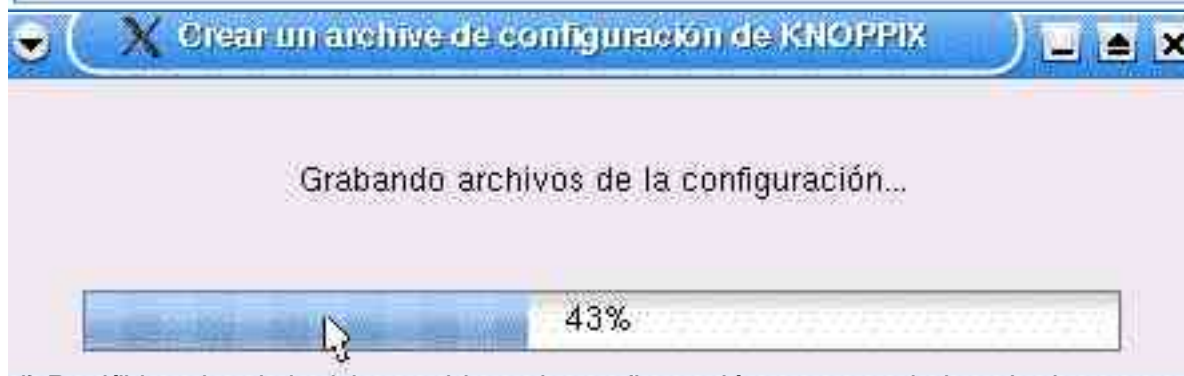 Crear un archive de configuración de KNOPPIX
Grabando archivos de la configuración...
43%